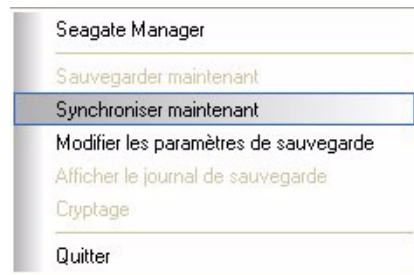 Seagate Manager
Sauvegarder maintenant
Synchroniser maintenant
Modifier les paramètres de sauvegarde
Afficher le journal de sauvegarde
Cryptage
Quitter